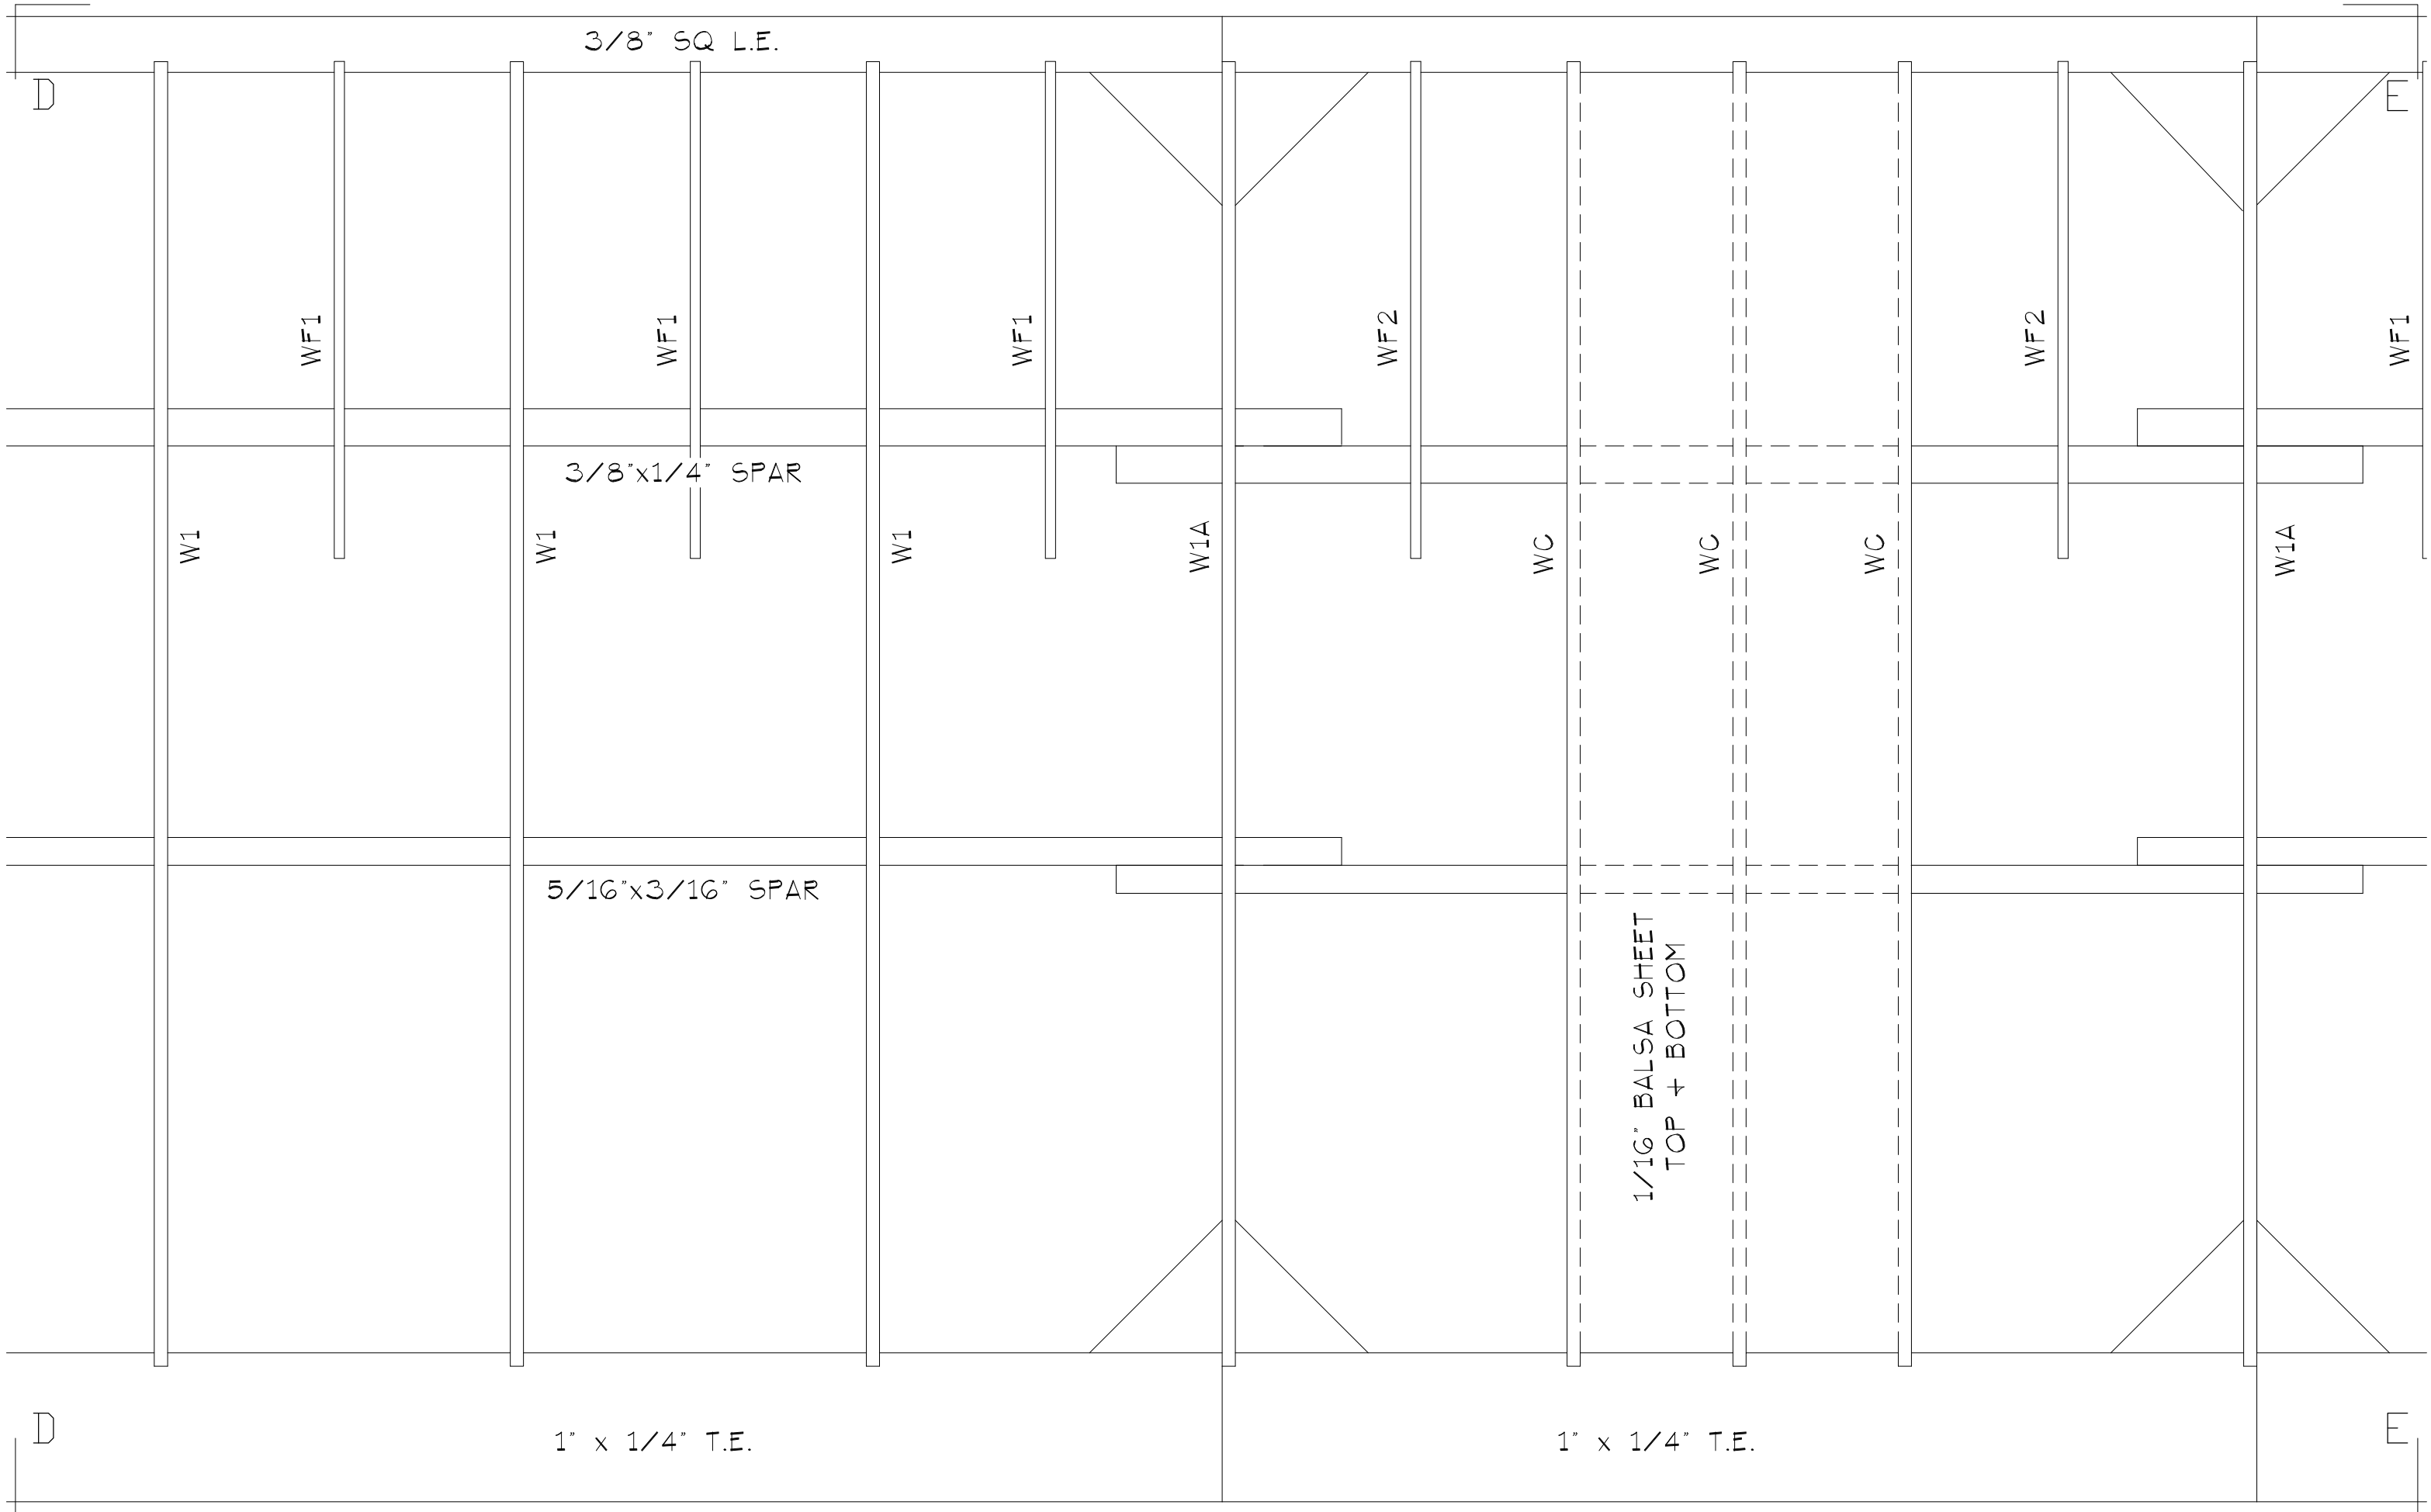 3/8" SQ L.E.
D
E
WF1
WF1
WF1
WF2
WF2
WF1
3/8"x1/4" SPAR
W1
W1
W1
W1A
WC
WC
WC
W1A
5/16"x3/16" SPAR
1/16" BALSA SHEET
TOP + BOTTOM
D
1" x 1/4" T.E.
1" x 1/4" T.E.
E